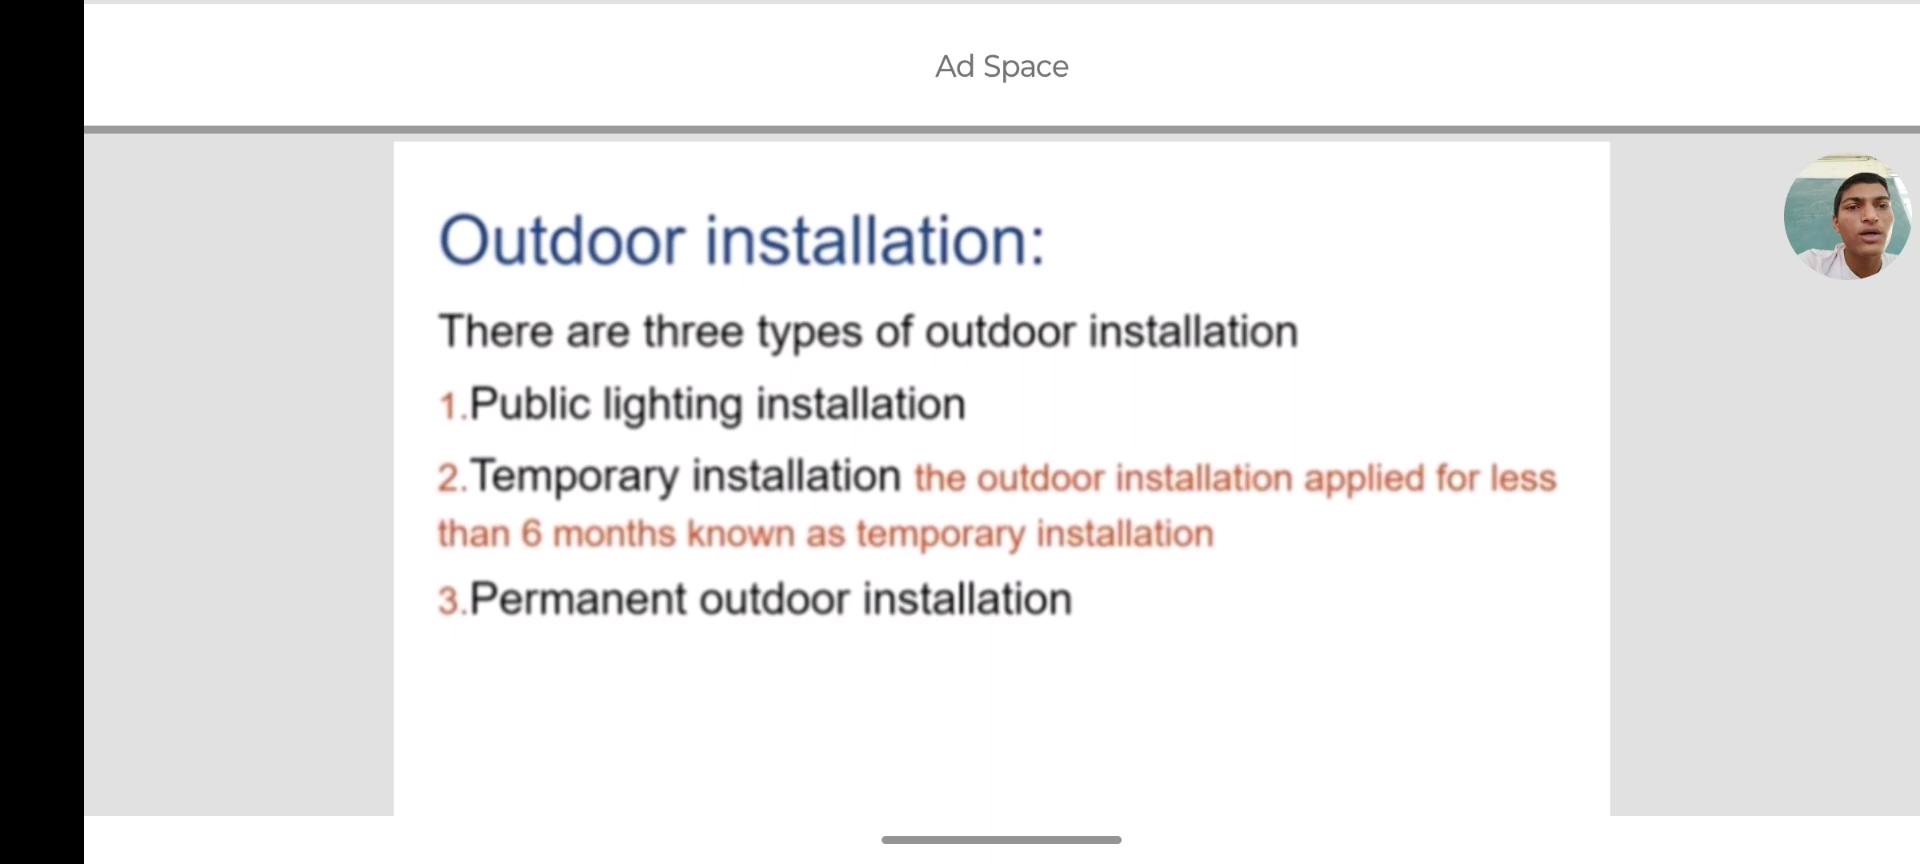 Ad Space
Outdoor installation:
There are three types of outdoor installation
1.Public lighting installation
2.Temporary installation the outdoor installation applied for less
than 6 months known as temporary installation
3.Permanent outdoor installation